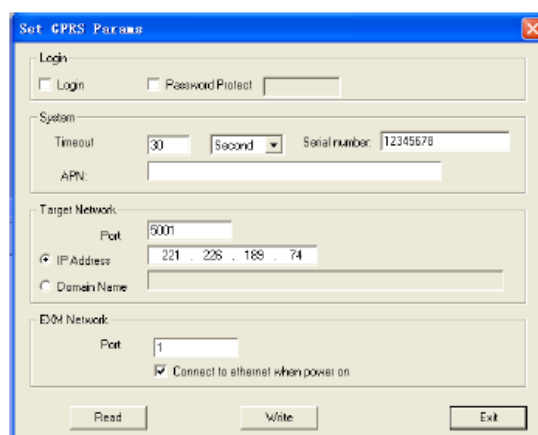 Set GPRS Params
Login
Login Password Protect
System
Timeout 30 Second Serial number: 12345678
APN:
Target Network
Port 5001
IP Address 221 . 226 . 189 . 74
Domain Name
EXM Network
Port 1
Connect to ethernet when power on
Read Write Exit